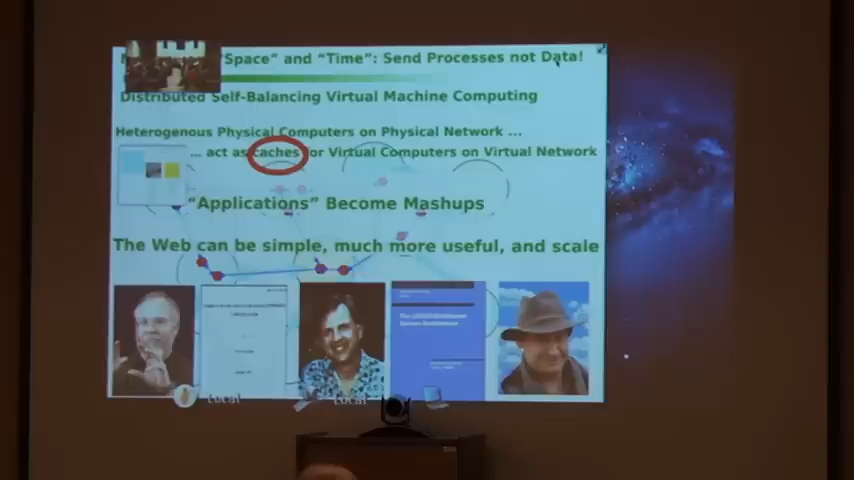 "Space" and "Time": Send Processes not Data!
Distributed Self-Balancing Virtual Machine Computing
Heterogenous Physical Computers on Physical Network ...
... act as caches for Virtual Computers on Virtual Network
"Applications" Become Mashups
The Web can be simple, much more useful, and scale
Local
Local